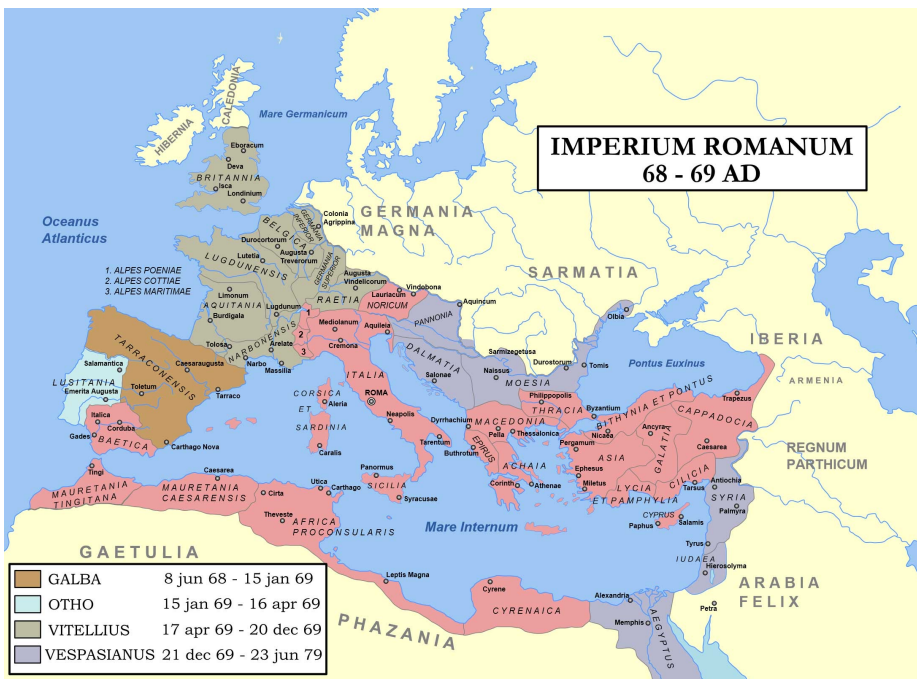 IMPERIUM ROMANUM
68 - 69 AD
HIBERNIA
CALEDONIA
Mare Germanicum
Eboracum
Deva
BRITANNIA
Isca
Londinium
Oceanus
Atlanticus
GERMANIA
MAGNA
Colonia
Agrippina
GERMANIA
INFERIOR
BELGICA
Durocortorum
Augusta
Treverorum
Lutetia
LUGDUNENSIS
GERMANIA
SUPERIOR
SARMATIA
1. ALPES POENIAE
2. ALPES COTTIAE
3. ALPES MARITIMAE
Augusta
Vindelicorum
Limonum
AQUITANIA
Lugdunum
RAETIA
Lauriacum
Vindobona
NORICUM
Aquincum
Burdigala
1
2
3
Mediolanum
Aquileia
Cremona
PANNONIA
Olbia
Tolosa
NARBONENSIS
Arelate
Narbo
Massilia
ITALIA
DALMATIA
Salonae
Sarmizegetusa
Durostorum
Naissus
MOESIA
Tomis
Pontus Euxinus
IBERIA
ARMENIA
TARRACONENSIS
Salamantica
Caesaraugusta
LUSITANIA
Emerita Augusta
Toletum
Tarraco
CORSICA
ET
SARDINIA
Aleria
ROMA
Neapolis
Dyrrhachium
Philippopolis
THRACIA
Byzantium
BITHYNIA ET PONTUS
Trapezus
CAPPADOCIA
Italica
Corduba
Gades
BAETICA
Carthago Nova
Caralis
Tarentum
Buthrotum
MACEDONIA
Pella
Thessalonica
EPIRUS
Nicaea
Pergamum
Ancyra
GALATIA
Caesarea
REGNUM
PARTHICUM
Tingi
Caesarea
Utica
Carthago
Panormus
SICILIA
Syracusae
ACHAIA
Corinth
Athenae
ASIA
Ephesus
Miletus
LYCIA
ET PAMPHYLIA
CILICIA
Tarsus
Antiochia
SYRIA
Palmyra
MAURETANIA
TINGITANA
MAURETANIA
CAESARENSIS
Cirta
Theveste
AFRICA
PROCONSULARIS
Mare Internum
CYPRUS
Paphus
Salamis
Tyrus
IUDAEA
Hierosolyma
GAETULIA
Leptis Magna
Cyrene
CYRENAICA
Alexandria
Memphis
AEGYPTUS
Petra
ARABIA
FELIX
PHAZANIA
GALBA 8 jun 68 - 15 jan 69
OTHO 15 jan 69 - 16 apr 69
VITELLIUS 17 apr 69 - 20 dec 69
VESPASIANUS 21 dec 69 - 23 jun 79